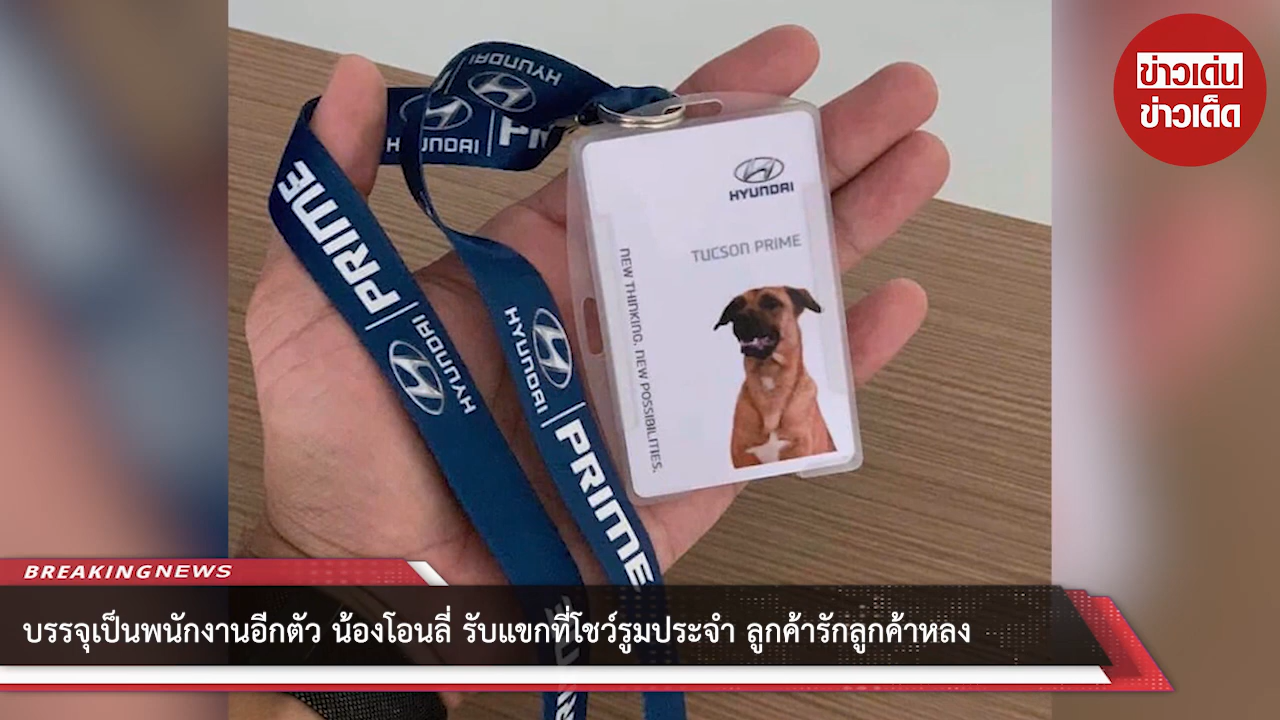 ข่าวเด่น
ข่าวเด็ด
HYUNDAI
HYUNDAI
PRIME
HYUNDAI
HYUNDAI
PRIME
HYUNDAI
TUCSON PRIME
NEW THINKING. NEW POSSIBILITIES.
BREAKING NEWS
บรรจุเป็นพนักงานอีกตัว น้องโอนลี่ รับแขกที่โชว์รูมประจำ ลูกค้ารักลูกค้าหลง